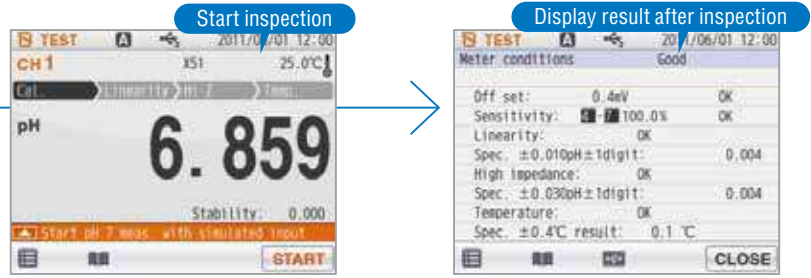 Start inspection
TEST A 2011/06/01 12:00
CH1 X51 25.0℃
Cal. Linearity Hi-Z Temp.
pH 6.859
Stability: 0.000
Start pH 7 meas. with simulated input
START
Display result after inspection
TEST A 2011/06/01 12:00
Meter conditions Good
Off set: 0.4mV OK
Sensitivity: 4-7 100.0% OK
Linearity: OK
Spec. ±0.010pH±1digit: 0.004
High impedance: OK
Spec. ±0.030pH±1digit: 0.004
Temperature: OK
Spec. ±0.4℃ result: 0.1 ℃
CLOSE